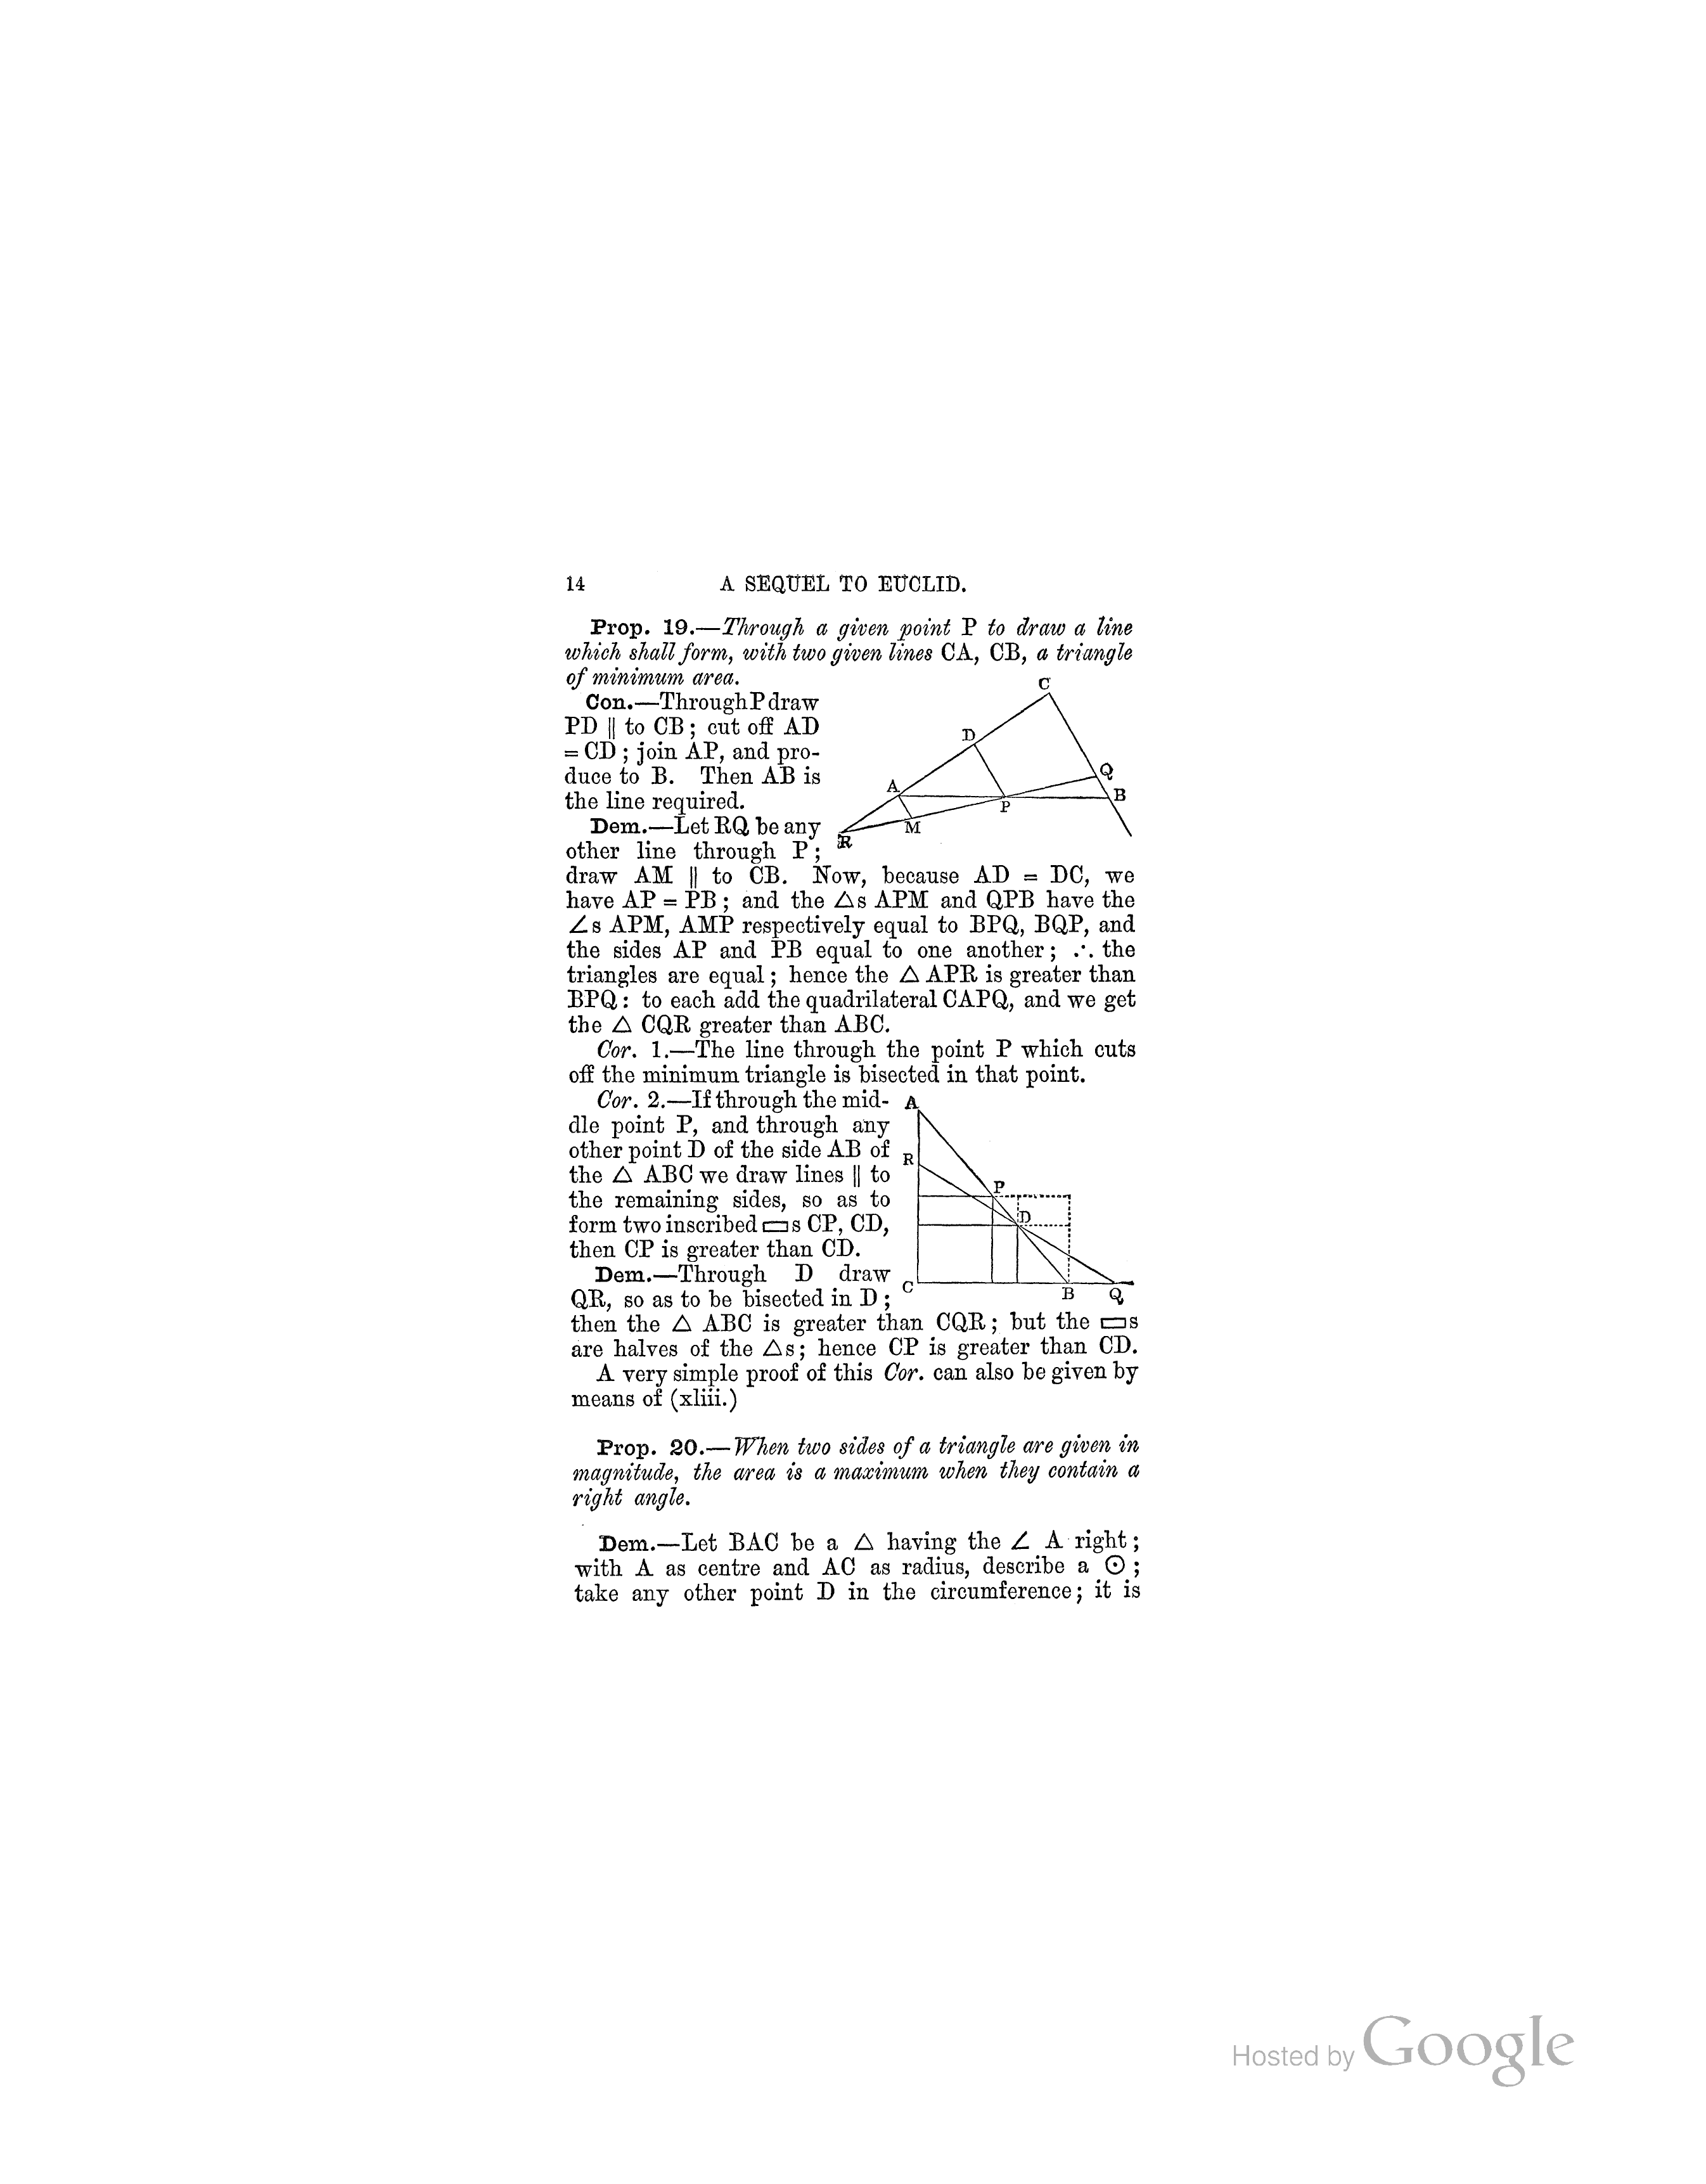 14 A SEQUEL TO EUCLID.
Prop. 19.—Through a given point P to draw a line
which shall form, with two given lines CA, CB, a triangle
of minimum area.
Con.—Through P draw
PD || to CB; cut off AD
= CD; join AP, and pro-
duce to B. Then AB is
the line required.
Dem.—Let RQ be any
other line through P;
C
D
A
Q
B
P
M
R
draw AM || to CB. Now, because AD = DC, we
have AP = PB; and the △s APM and QPB have the
∠s APM, AMP respectively equal to BPQ, BQP, and
the sides AP and PB equal to one another; ∴ the
triangles are equal; hence the △ APR is greater than
BPQ: to each add the quadrilateral CAPQ, and we get
the △ CQR greater than ABC.
Cor. 1.—The line through the point P which cuts
off the minimum triangle is bisected in that point.
Cor. 2.—If through the mid-
dle point P, and through any
other point D of the side AB of
the △ ABC we draw lines || to
the remaining sides, so as to
form two inscribed ▭s CP, CD,
then CP is greater than CD.
Dem.—Through D draw
QR, so as to be bisected in D;
A
R
P
D
C
B
Q
then the △ ABC is greater than CQR; but the ▭s
are halves of the △s; hence CP is greater than CD.
A very simple proof of this Cor. can also be given by
means of (xliii.)
Prop. 20.—When two sides of a triangle are given in
magnitude, the area is a maximum when they contain a
right angle.
Dem.—Let BAC be a △ having the ∠ A right;
with A as centre and AC as radius, describe a ⊙;
take any other point D in the circumference; it is
Hosted by Google